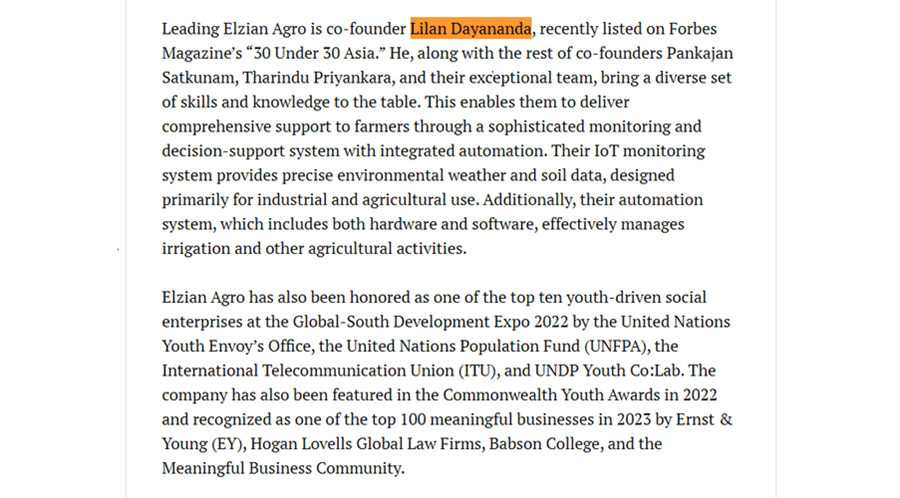 Leading Elzian Agro is co-founder Lilan Dayananda, recently listed on Forbes
Magazine’s “30 Under 30 Asia.” He, along with the rest of co-founders Pankajan
Satkunam, Tharindu Priyankara, and their exceptional team, bring a diverse set
of skills and knowledge to the table. This enables them to deliver
comprehensive support to farmers through a sophisticated monitoring and
decision-support system with integrated automation. Their IoT monitoring
system provides precise environmental weather and soil data, designed
primarily for industrial and agricultural use. Additionally, their automation
system, which includes both hardware and software, effectively manages
irrigation and other agricultural activities.
Elzian Agro has also been honored as one of the top ten youth-driven social
enterprises at the Global-South Development Expo 2022 by the United Nations
Youth Envoy’s Office, the United Nations Population Fund (UNFPA), the
International Telecommunication Union (ITU), and UNDP Youth Co:Lab. The
company has also been featured in the Commonwealth Youth Awards in 2022
and recognized as one of the top 100 meaningful businesses in 2023 by Ernst &
Young (EY), Hogan Lovells Global Law Firms, Babson College, and the
Meaningful Business Community.